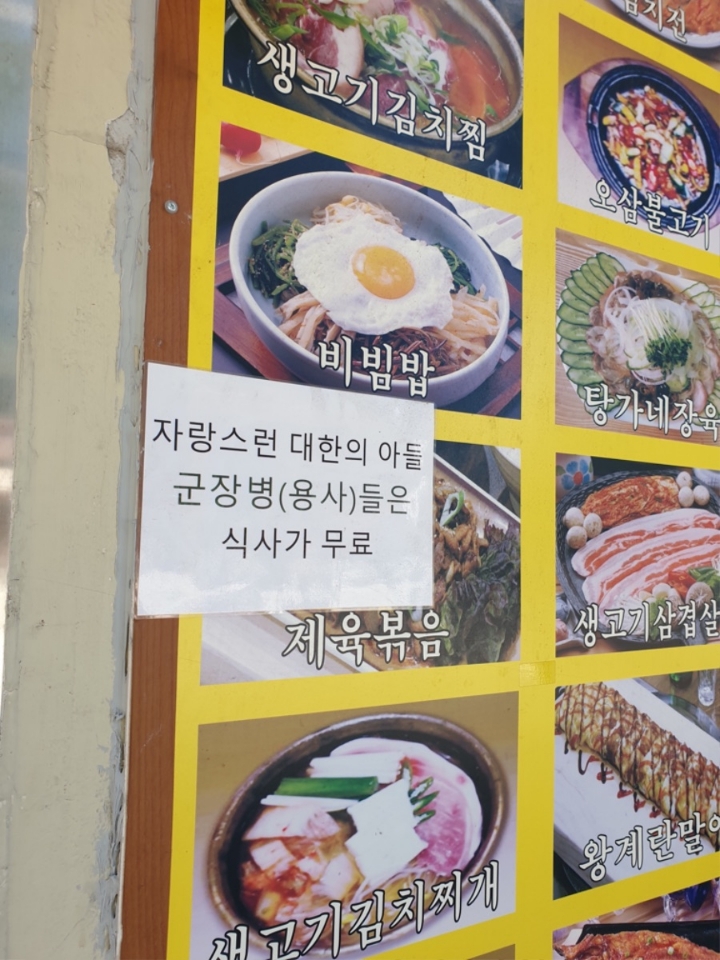 김치전
생고기김치찜
오삼불고기
비빔밥
탕가네장육
자랑스런 대한의 아들
군장병(용사)들은
식사가 무료
제육볶음
생고기삼겹살
왕계란말이
생고기김치찌개